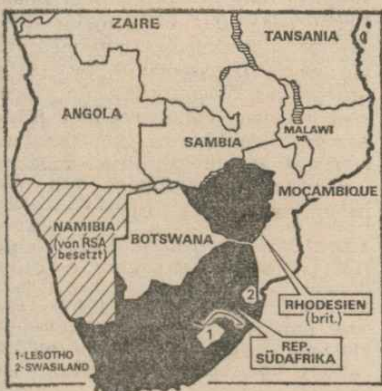 ZAIRE
TANSANIA
ANGOLA
SAMBIA
MALAWI
MOÇAMBIQUE
NAMIBIA
(von RSA
besetzt)
BOTSWANA
2
RHODESIEN
(brit.)
1
REP.
SÜDAFRIKA
1-LESOTHO
2-SWASILAND